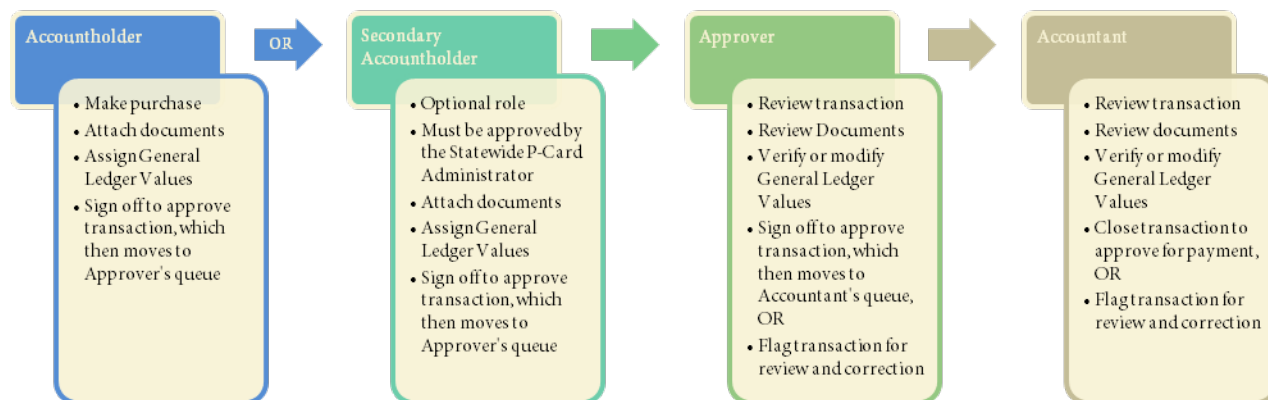 Accountholder
• Make purchase
• Attach documents
• Assign General
Ledger Values
• Sign off to approve
transaction, which
then moves to
Approver's queue
OR
Secondary
Accountholder
• Optional role
• Must be approved by
the Statewide P-Card
Administrator
• Attach documents
• Assign General
Ledger Values
• Sign off to approve
transaction, which
then moves to
Approver's queue
Approver
• Review transaction
• Review Documents
• Verify or modify
General Ledger
Values
• Sign off to approve
transaction, which
then moves to
Accountant's queue,
OR
• Flag transaction for
review and correction
Accountant
• Review transaction
• Review documents
• Verify or modify
General Ledger
Values
• Close transaction to
approve for payment,
OR
• Flag transaction for
review and correction